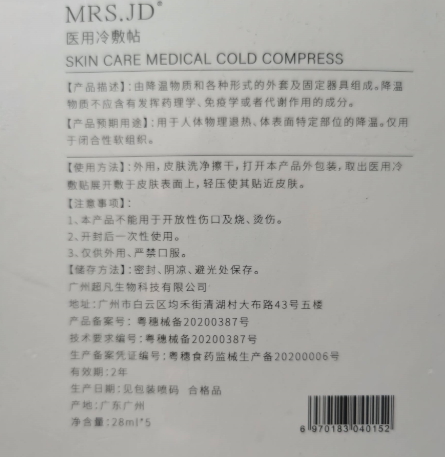 MRS.JD®
医用冷敷帖
SKIN CARE MEDICAL COLD COMPRESS
【产品描述】:由降温物质和各种形式的外套及固定器具组成。降温
物质不应含有发挥药理学、免疫学或者代谢作用的成分。
【产品预期用途】:用于人体物理退热、体表面特定部位的降温。仅用
于闭合性软组织。
【使用方法】:外用,皮肤洗净擦干,打开本产品外包装,取出医用冷
敷贴展开敷于皮肤表面上,轻压使其贴近皮肤。
【注意事项】:
1、本产品不能用于开放性伤口及烧、烫伤。
2、开封后一次性使用。
3、仅供外用、严禁口服。
【储存方法】:密封、阴凉、避光处保存。
广州超凡生物科技有限公司
地址:广州市白云区均禾街清湖村大布路43号五楼
产品备案号:粤穗械备20200387号
技术要求编号:粤穗械备20200387号
生产备案凭证编号:粤穗食药监械生产备20200006号
有效期:2年
生产日期:见包装喷码 合格品
产地:广东广州
净含量:28ml*5
6 970183 040152